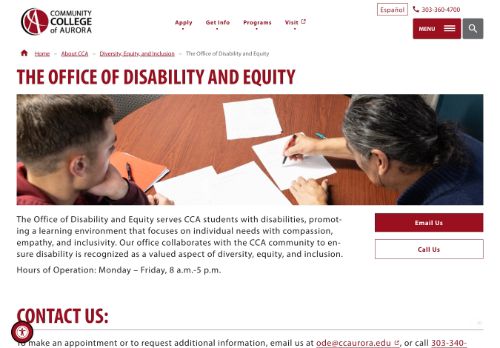 COMMUNITY
COLLEGE
of AURORA
Español
303-360-4700
Apply
Get Info
Programs
Visit
MENU
Home – About CCA – Diversity, Equity, and Inclusion – The Office of Disability and Equity
THE OFFICE OF DISABILITY AND EQUITY
The Office of Disability and Equity serves CCA students with disabilities, promot-
ing a learning environment that focuses on individual needs with compassion,
empathy, and inclusivity. Our office collaborates with the CCA community to en-
sure disability is recognized as a valued aspect of diversity, equity, and inclusion.
Hours of Operation: Monday – Friday, 8 a.m.-5 p.m.
Email Us
Call Us
CONTACT US:
To make an appointment or to request additional information, email us at ode@ccaurora.edu , or call 303-340-